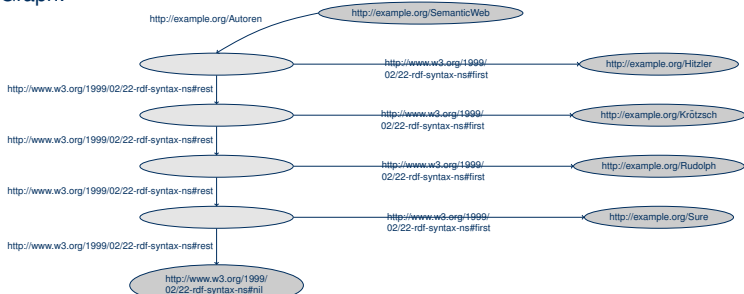 Graph:
http://example.org/Autoren
http://example.org/SemanticWeb
http://www.w3.org/1999/
02/22-rdf-syntax-ns#first
http://example.org/Hitzler
http://www.w3.org/1999/02/22-rdf-syntax-ns#rest
http://www.w3.org/1999/
02/22-rdf-syntax-ns#first
http://example.org/Krötzsch
http://www.w3.org/1999/02/22-rdf-syntax-ns#rest
http://www.w3.org/1999/
02/22-rdf-syntax-ns#first
http://example.org/Rudolph
http://www.w3.org/1999/02/22-rdf-syntax-ns#rest
http://www.w3.org/1999/
02/22-rdf-syntax-ns#first
http://example.org/Sure
http://www.w3.org/1999/02/22-rdf-syntax-ns#rest
http://www.w3.org/1999/
02/22-rdf-syntax-ns#nil